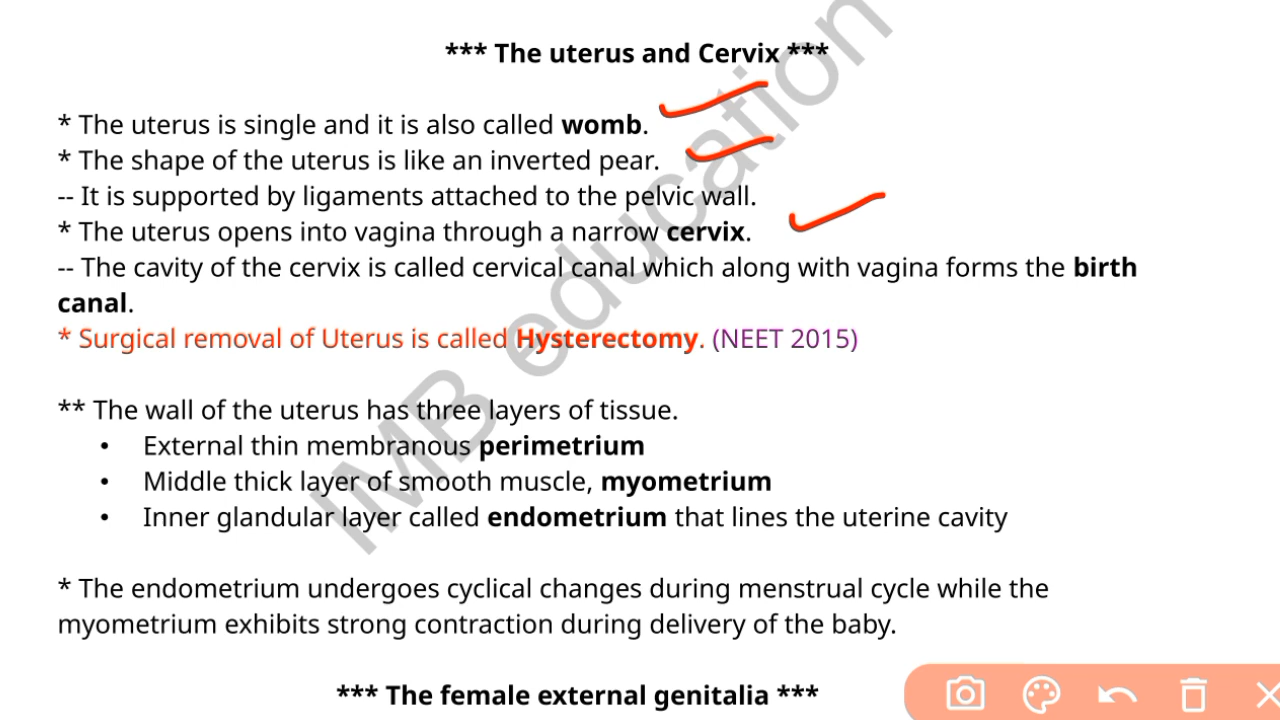 *** The uterus and Cervix ***
* The uterus is single and it is also called womb.
* The shape of the uterus is like an inverted pear.
-- It is supported by ligaments attached to the pelvic wall.
* The uterus opens into vagina through a narrow cervix.
-- The cavity of the cervix is called cervical canal which along with vagina forms the birth
canal.
* Surgical removal of Uterus is called Hysterectomy. (NEET 2015)
** The wall of the uterus has three layers of tissue.
• External thin membranous perimetrium
• Middle thick layer of smooth muscle, myometrium
• Inner glandular layer called endometrium that lines the uterine cavity
* The endometrium undergoes cyclical changes during menstrual cycle while the
myometrium exhibits strong contraction during delivery of the baby.
*** The female external genitalia ***
IMB education